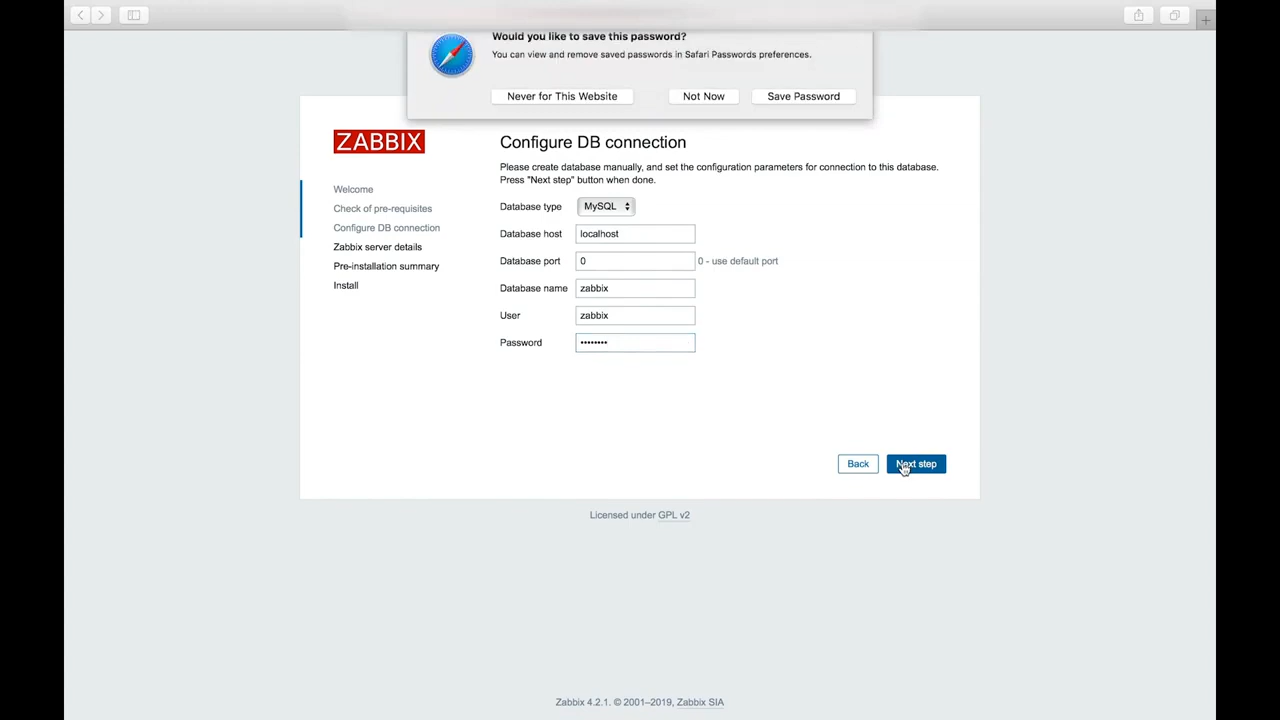 Would you like to save this password?
You can view and remove saved passwords in Safari Passwords preferences.
Never for This Website
Not Now
Save Password
ZABBIX
Welcome
Check of pre-requisites
Configure DB connection
Zabbix server details
Pre-installation summary
Install
Configure DB connection
Please create database manually, and set the configuration parameters for connection to this database.
Press "Next step" button when done.
Database type MySQL
Database host localhost
Database port 0 0 - use default port
Database name zabbix
User zabbix
Password ••••••••
Back
Next step
Licensed under GPL v2
Zabbix 4.2.1. © 2001–2019, Zabbix SIA